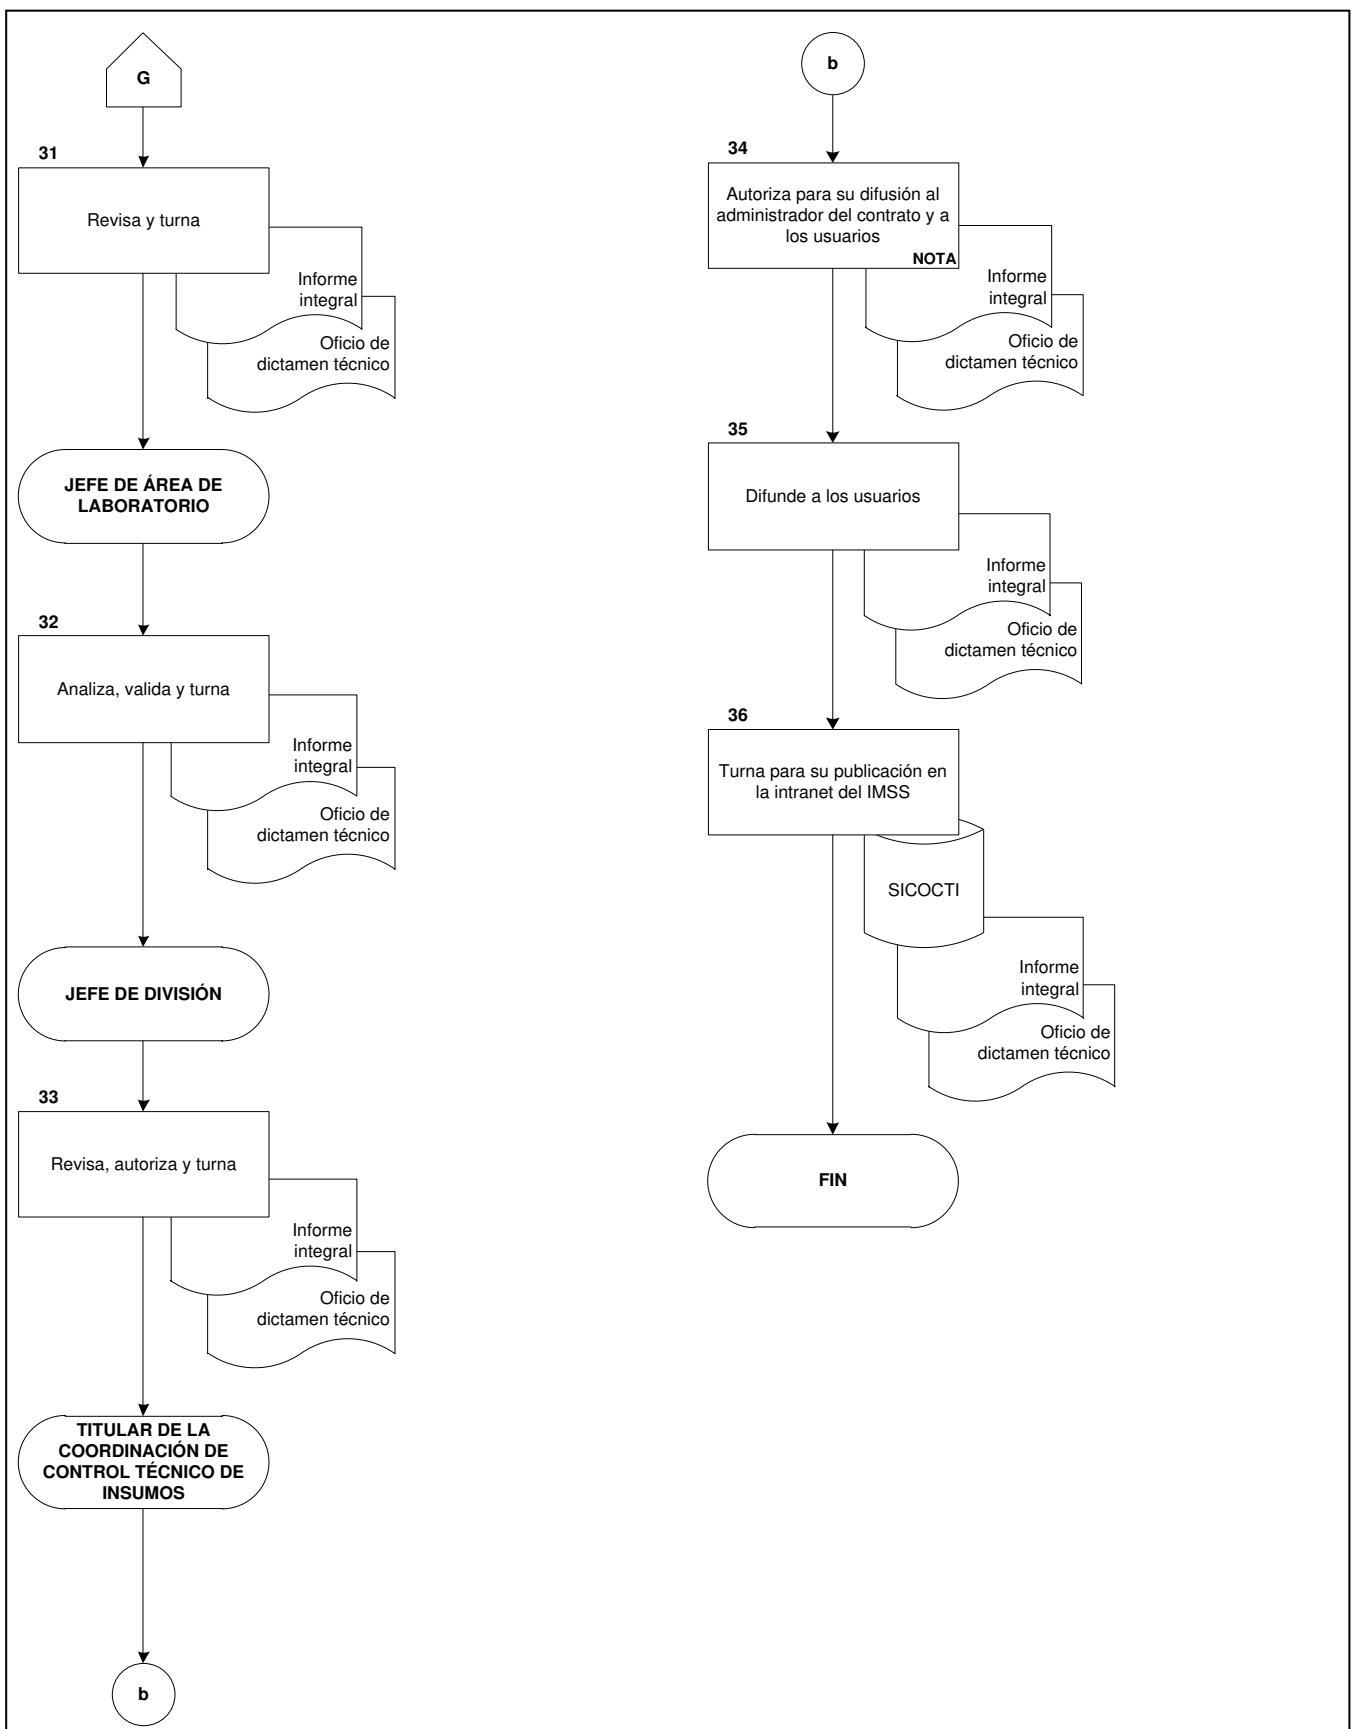 G
31
Revisa y turna
Informe
integral
Oficio de
dictamen técnico
JEFE DE ÁREA DE
LABORATORIO
32
Analiza, valida y turna
Informe
integral
Oficio de
dictamen técnico
JEFE DE DIVISIÓN
33
Revisa, autoriza y turna
Informe
integral
Oficio de
dictamen técnico
TITULAR DE LA
COORDINACIÓN DE
CONTROL TÉCNICO DE
INSUMOS
b
b
34
Autoriza para su difusión al
administrador del contrato y a
los usuarios
NOTA
Informe
integral
Oficio de
dictamen técnico
35
Difunde a los usuarios
Informe
integral
Oficio de
dictamen técnico
36
Turna para su publicación en
la intranet del IMSS
SICOCTI
Informe
integral
Oficio de
dictamen técnico
FIN